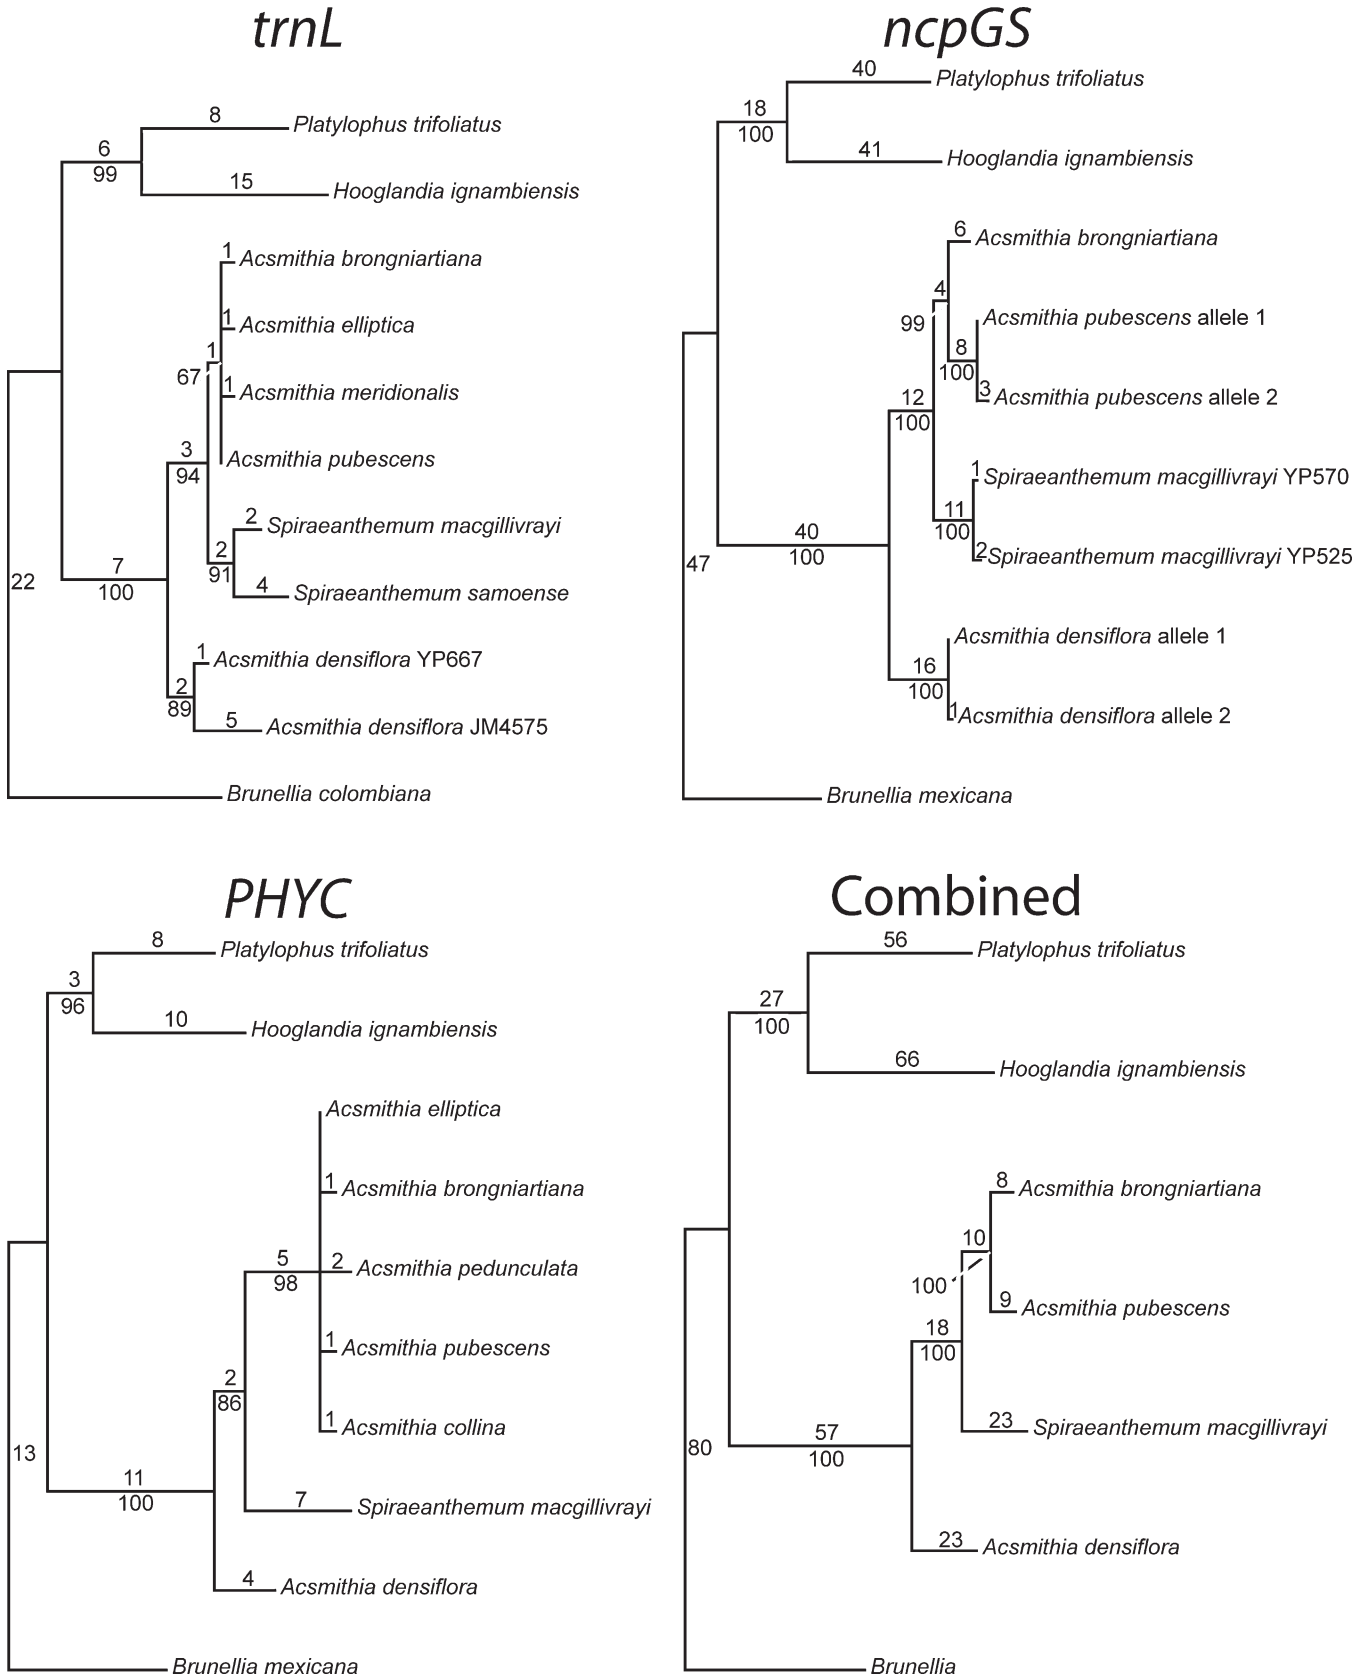 trnL
8
Platylophus trifoliatus
6
99
15
Hooglandia ignambiensis
1
Acsmithia brongniartiana
1
Acsmithia elliptica
1
67
1
Acsmithia meridionalis
3
94
Acsmithia pubescens
2
Spiraeanthemum macgillivrayi
2
91
4
Spiraeanthemum samoense
7
100
22
1
Acsmithia densiflora YP667
2
89
5
Acsmithia densiflora JM4575
Brunellia colombiana
ncpGS
40
Platylophus trifoliatus
18
100
41
Hooglandia ignambiensis
6
Acsmithia brongniartiana
4
99
Acsmithia pubescens allele 1
8
100
3
Acsmithia pubescens allele 2
12
100
1
Spiraeanthemum macgillivrayi YP570
11
100
2
Spiraeanthemum macgillivrayi YP525
40
100
47
Acsmithia densiflora allele 1
16
100
1
Acsmithia densiflora allele 2
Brunellia mexicana
PHYC
8
Platylophus trifoliatus
3
96
10
Hooglandia ignambiensis
Acsmithia elliptica
1
Acsmithia brongniartiana
5
98
2
Acsmithia pedunculata
1
Acsmithia pubescens
2
86
1
Acsmithia collina
13
11
100
7
Spiraeanthemum macgillivrayi
4
Acsmithia densiflora
Brunellia mexicana
Combined
56
Platylophus trifoliatus
27
100
66
Hooglandia ignambiensis
8
Acsmithia brongniartiana
10
100
9
Acsmithia pubescens
18
100
23
Spiraeanthemum macgillivrayi
57
100
80
23
Acsmithia densiflora
Brunellia